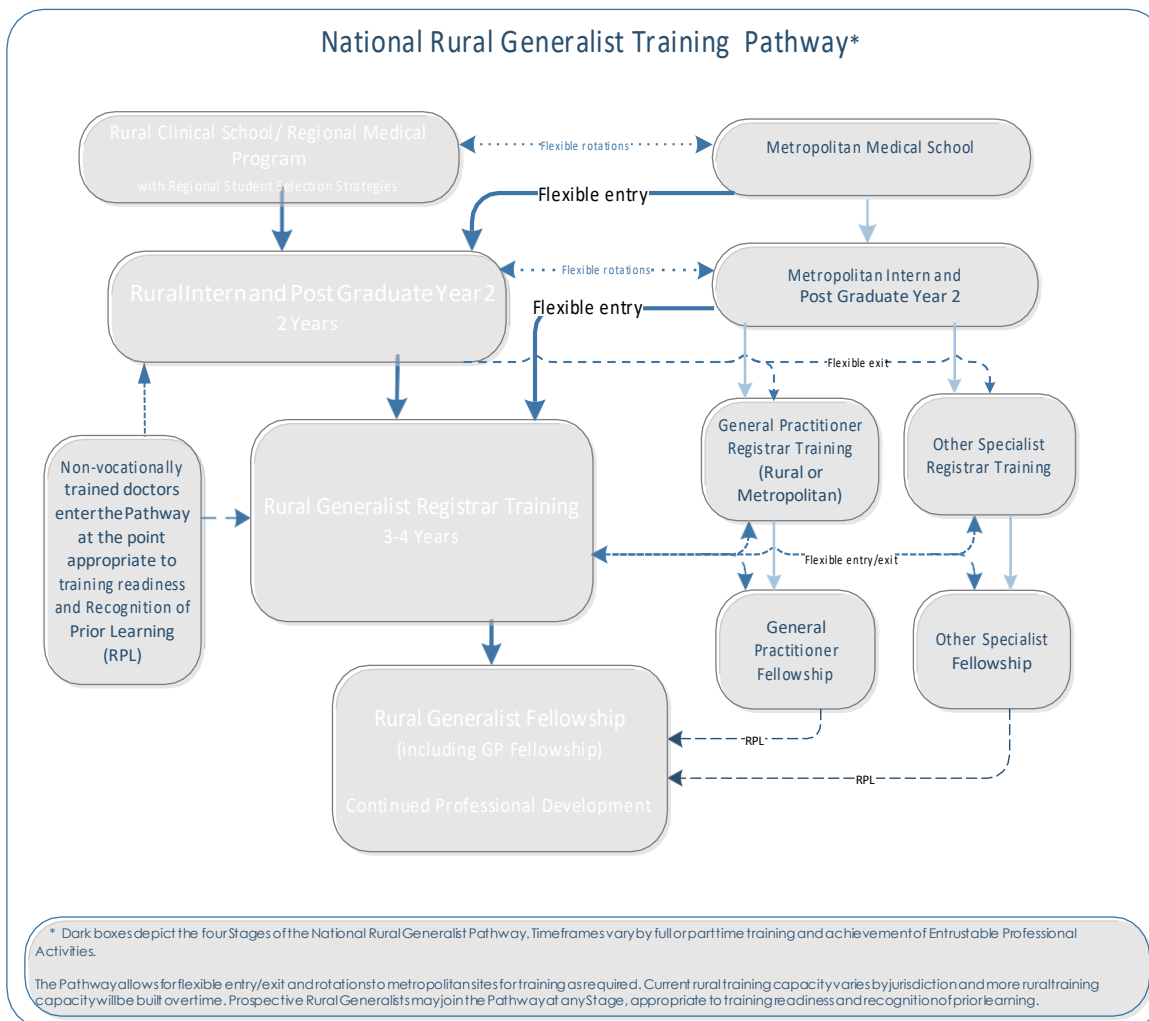 National Rural Generalist Training Pathway*
Rural Clinical School/ Regional Medical
Program
with Regional Student Selection Strategies
Flexible rotations
Metropolitan Medical School
Flexible entry
Rural Intern and Post Graduate Year 2
2 Years
Flexible rotations
Metropolitan Intern and
Post Graduate Year 2
Flexible entry
Flexible exit
Non-vocationally
trained doctors
enter the Pathway
at the point
appropriate to
training readiness
and Recognition of
Prior Learning
(RPL)
Rural Generalist Registrar Training
3-4 Years
General Practitioner
Registrar Training
(Rural or
Metropolitan)
Other Specialist
Registrar Training
Flexible entry/exit
General
Practitioner
Fellowship
Other Specialist
Fellowship
Rural Generalist Fellowship
(including GP Fellowship)
Continued Professional Development
RPL
RPL
* Dark boxes depict the four Stages of the National Rural Generalist Pathway. Timeframes vary by full or part time training and achievement of Entrustable Professional
Activities.
The Pathway allows for flexible entry/exit and rotations to metropolitan sites for training as required. Current rural training capacity varies by jurisdiction and more rural training
capacity will be built over time. Prospective Rural Generalists may join the Pathway at any Stage, appropriate to training readiness and recognition of prior learning.